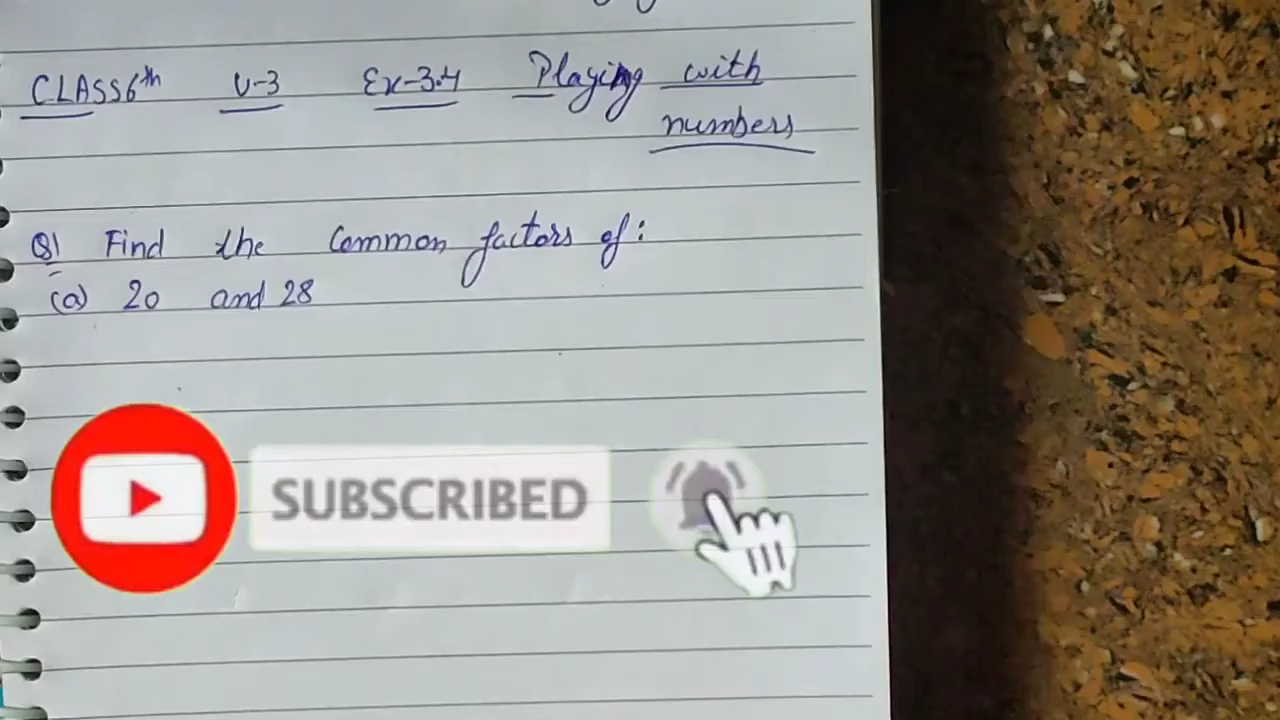 CLASS 6th U-3 Ex-3.4 Playing with
numbers
Q1 Find the Common factors of:
(a) 20 and 28
SUBSCRIBED